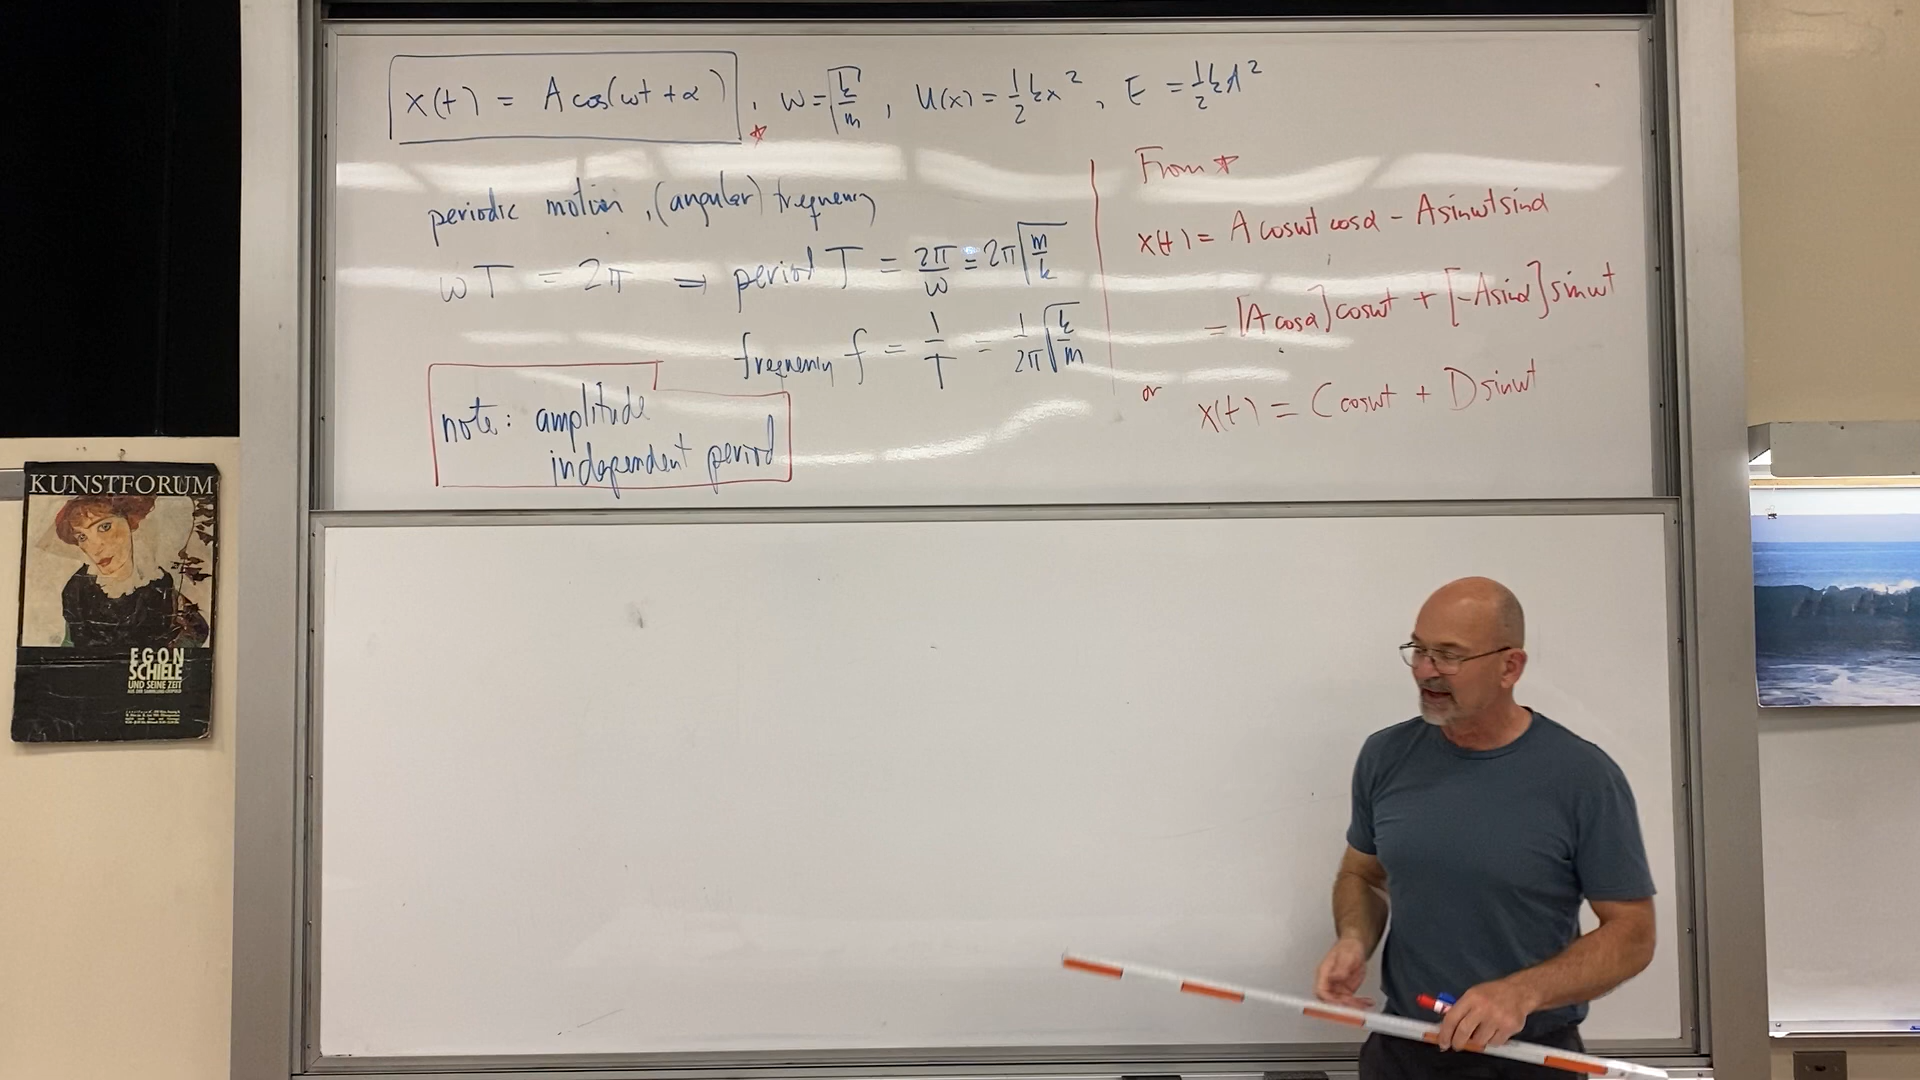 x(t) = A cos(ωt + α), ω = √(k/m), U(x) = ½kx², E = ½kA²
*
periodic motion, (angular) frequency
ωT = 2π ⇒ period T = 2π/ω = 2π√(m/k)
frequency f = 1/T = 1/2π √(k/m)
note: amplitude
independent period
From *
x(t) = A cosωt cosα - A sinωt sinα
= [A cosα] cosωt + [-A sinα] sinωt
or x(t) = C cosωt + D sinωt
KUNSTFORUM
EGON
SCHIELE
UND SEINE ZEIT